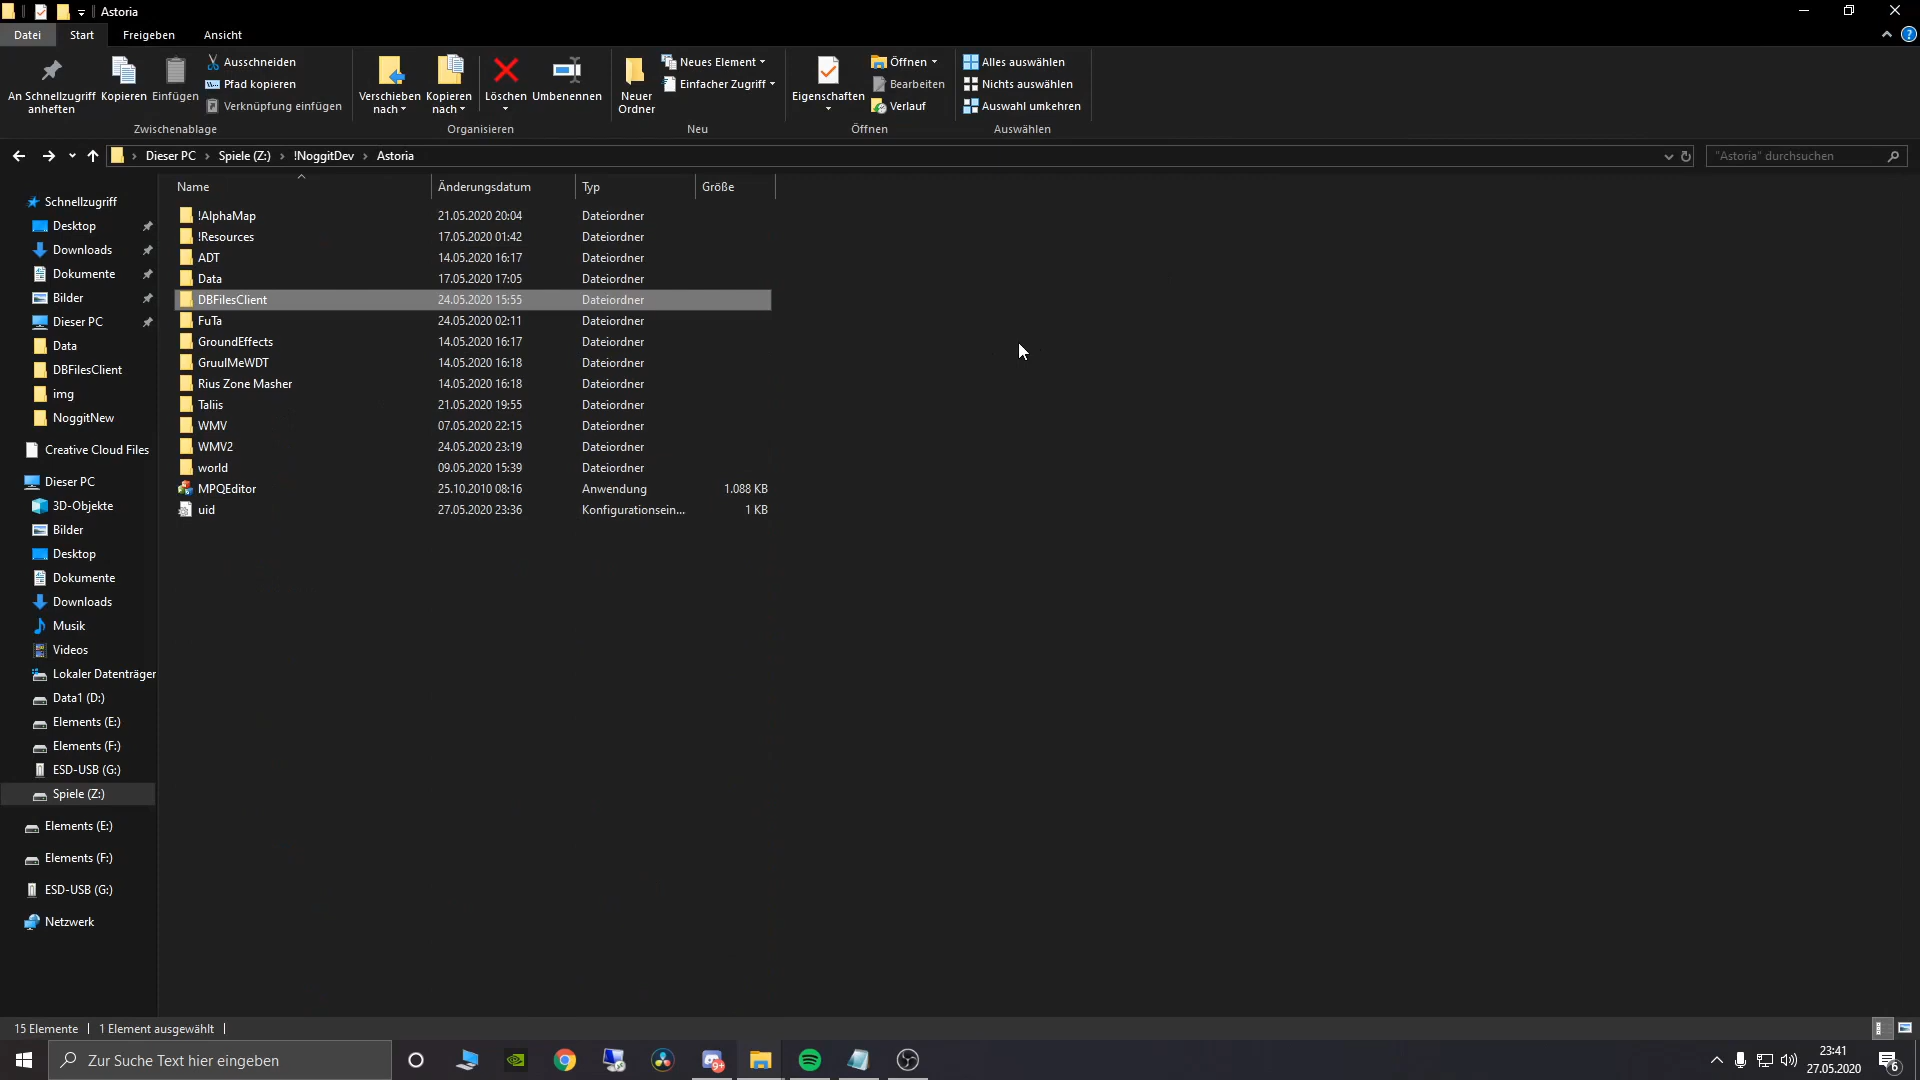 Astoria
Datei Start Freigeben Ansicht
An Schnellzugriff anheften
Kopieren
Einfügen
Ausschneiden
Pfad kopieren
Verknüpfung einfügen
Zwischenablage
Verschieben nach
Kopieren nach
Löschen
Umbenennen
Organisieren
Neuer Ordner
Neues Element
Einfacher Zugriff
Neu
Eigenschaften
Öffnen
Bearbeiten
Verlauf
Öffnen
Alles auswählen
Nichts auswählen
Auswahl umkehren
Auswählen
Dieser PC › Spiele (Z:) › !NoggitDev › Astoria
"Astoria" durchsuchen
Name Änderungsdatum Typ Größe
!AlphaMap 21.05.2020 20:04 Dateiordner
!Resources 17.05.2020 01:42 Dateiordner
ADT 14.05.2020 16:17 Dateiordner
Data 17.05.2020 17:05 Dateiordner
DBFilesClient 24.05.2020 15:55 Dateiordner
FuTa 24.05.2020 02:11 Dateiordner
GroundEffects 14.05.2020 16:17 Dateiordner
GruulMeWDT 14.05.2020 16:18 Dateiordner
Rius Zone Masher 14.05.2020 16:18 Dateiordner
Taliis 21.05.2020 19:55 Dateiordner
WMV 07.05.2020 22:15 Dateiordner
WMV2 24.05.2020 23:19 Dateiordner
world 09.05.2020 15:39 Dateiordner
MPQEditor 25.10.2010 08:16 Anwendung 1.088 KB
uid 27.05.2020 23:36 Konfigurationsein... 1 KB
Schnellzugriff
Desktop
Downloads
Dokumente
Bilder
Dieser PC
Data
DBFilesClient
img
NoggitNew
Creative Cloud Files
Dieser PC
3D-Objekte
Bilder
Desktop
Dokumente
Downloads
Musik
Videos
Lokaler Datenträger
Data1 (D:)
Elements (E:)
Elements (F:)
ESD-USB (G:)
Spiele (Z:)
Elements (E:)
Elements (F:)
ESD-USB (G:)
Netzwerk
15 Elemente 1 Element ausgewählt
Zur Suche Text hier eingeben
9+
23:41
27.05.2020
6